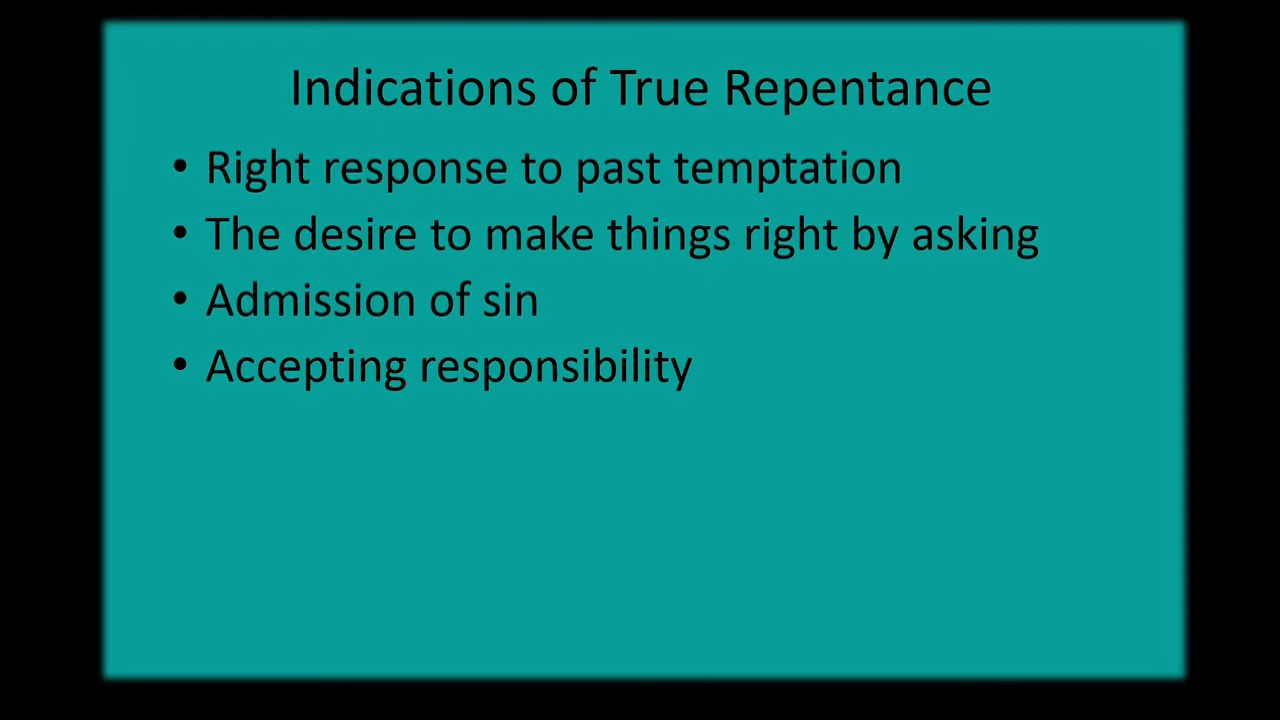 Indications of True Repentance
• Right response to past temptation
• The desire to make things right by asking
• Admission of sin
• Accepting responsibility